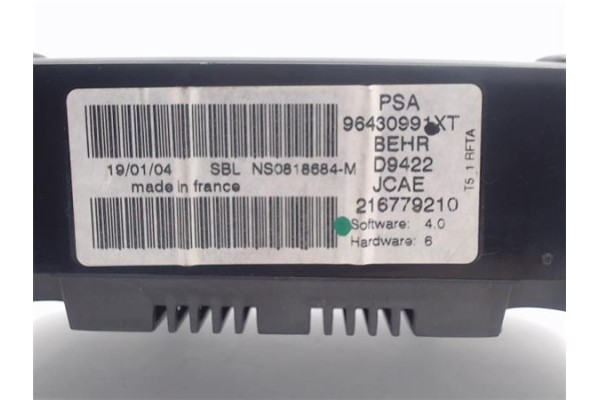 PSA
96430991XT
BEHR
19/01/04 SBL NS0818684-M
D9422
made in france
JCAE
216779210
Software: 4.0
Hardware: 6
T5_1 RFTA